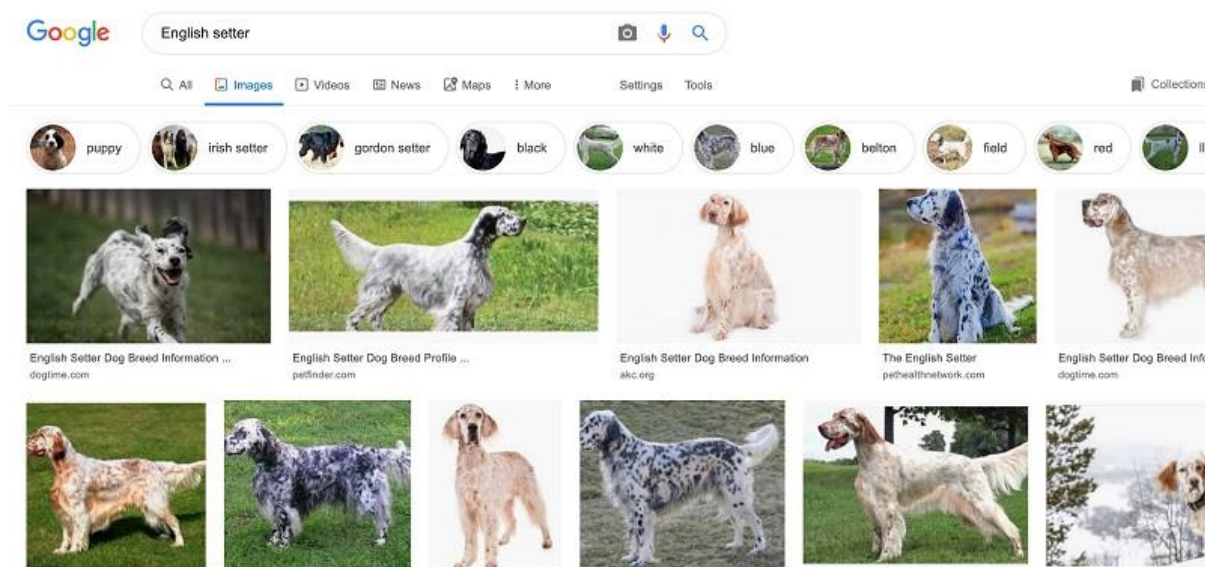 Google
English setter
All Images Videos News Maps More Settings Tools Collections
puppy irish setter gordon setter black white blue belton field red
English Setter Dog Breed Information ... English Setter Dog Breed Profile ... English Setter Dog Breed Information The English Setter English Setter Dog Breed Info
dogtime.com petfinder.com akc.org pethealthnetwork.com dogtime.com